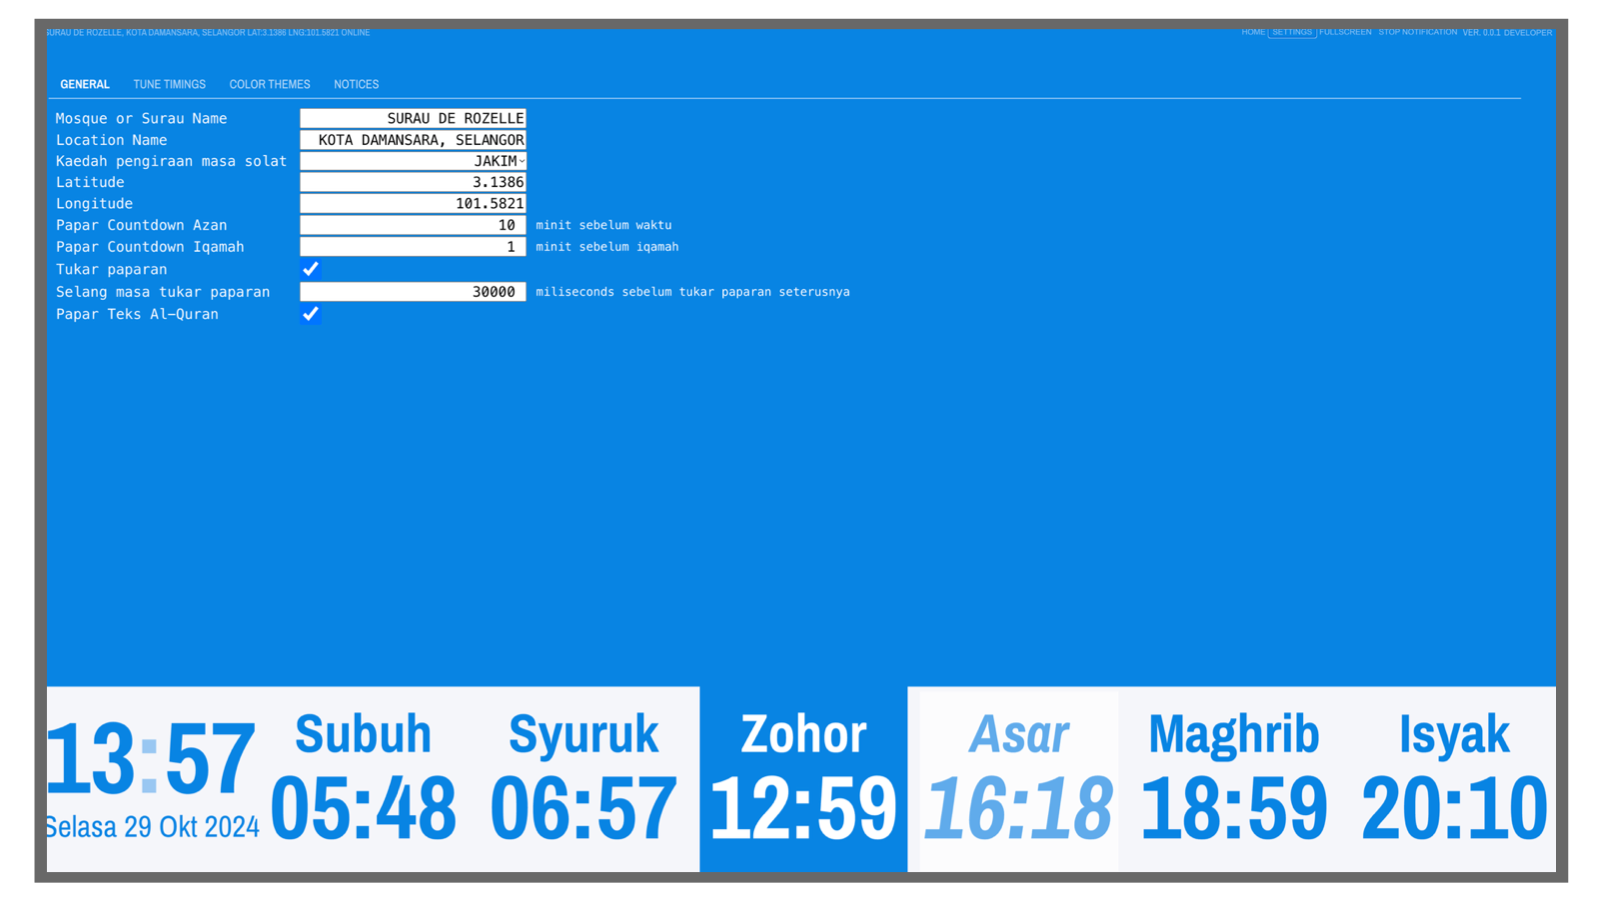 SURAU DE ROZELLE, KOTA DAMANSARA, SELANGOR LAT:3.1386 LNG:101.5821 ONLINE
HOME SETTINGS FULLSCREEN STOP NOTIFICATION VER. 0.0.1 DEVELOPER
GENERAL TUNE TIMINGS COLOR THEMES NOTICES
Mosque or Surau Name SURAU DE ROZELLE
Location Name KOTA DAMANSARA, SELANGOR
Kaedah pengiraan masa solat JAKIM
Latitude 3.1386
Longitude 101.5821
Papar Countdown Azan 10 minit sebelum waktu
Papar Countdown Iqamah 1 minit sebelum iqamah
Tukar paparan
Selang masa tukar paparan 30000 miliseconds sebelum tukar paparan seterusnya
Papar Teks Al-Quran
13:57
Selasa 29 Okt 2024
Subuh
05:48
Syuruk
06:57
Zohor
12:59
Asar
16:18
Maghrib
18:59
Isyak
20:10